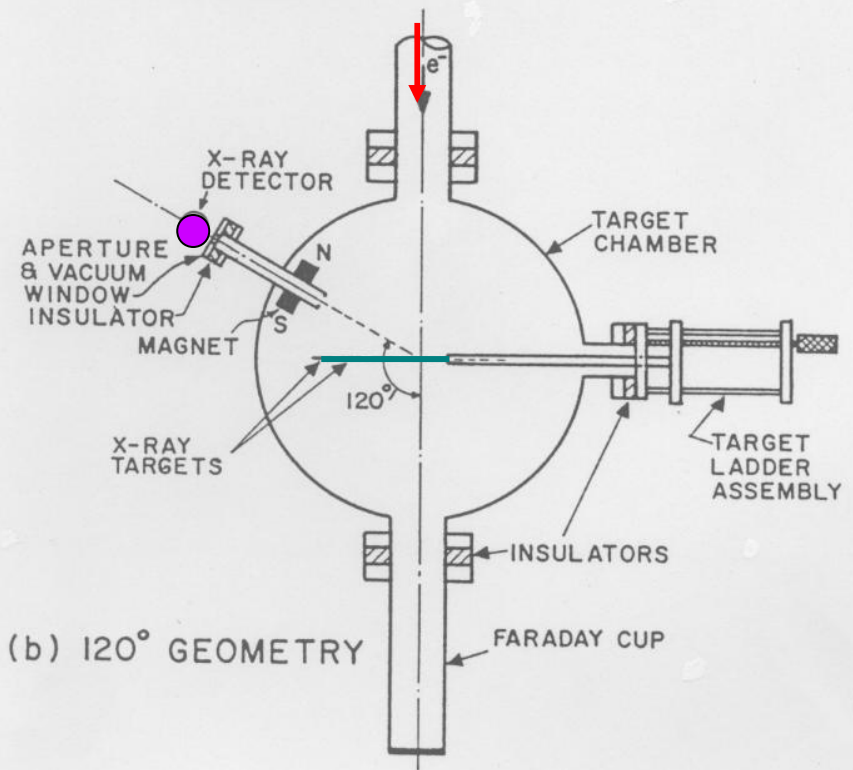 e-
X-RAY
DETECTOR
APERTURE
& VACUUM
WINDOW
INSULATOR
N
S
MAGNET
TARGET
CHAMBER
120°
X-RAY
TARGETS
TARGET
LADDER
ASSEMBLY
INSULATORS
(b) 120° GEOMETRY
FARADAY CUP